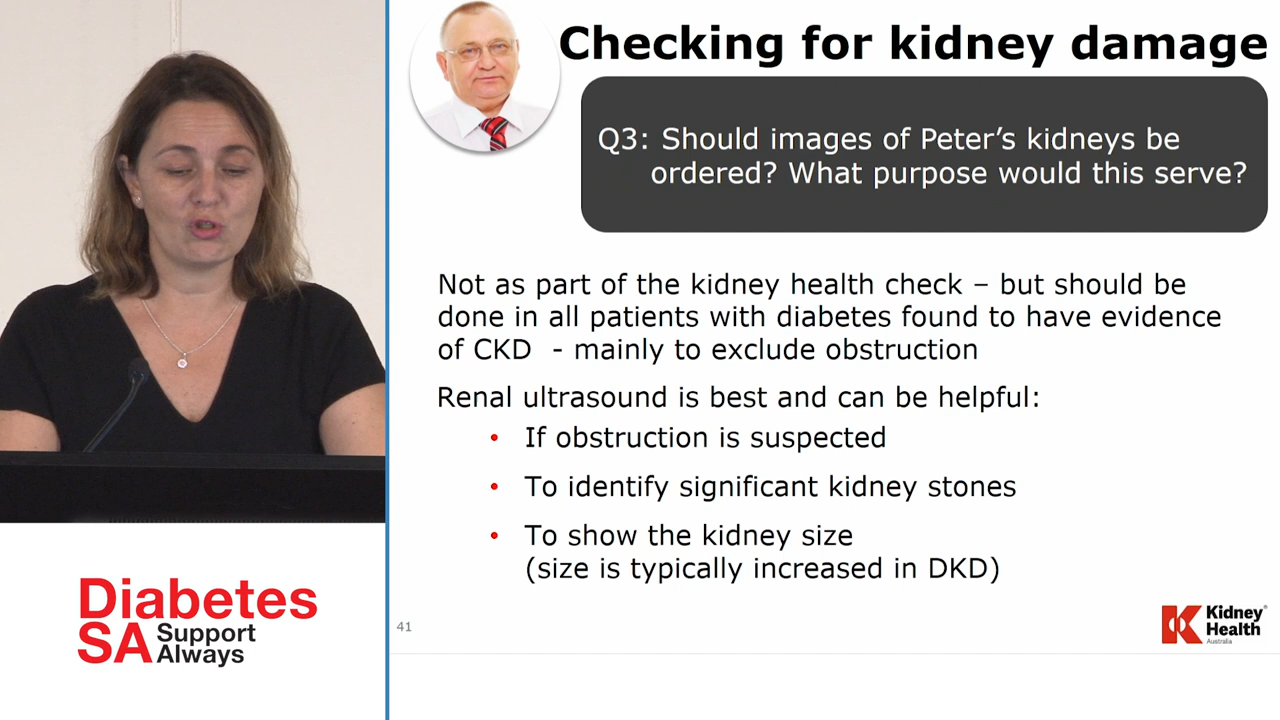 Checking for kidney damage
Q3: Should images of Peter's kidneys be
ordered? What purpose would this serve?
Not as part of the kidney health check – but should be
done in all patients with diabetes found to have evidence
of CKD - mainly to exclude obstruction
Renal ultrasound is best and can be helpful:
• If obstruction is suspected
• To identify significant kidney stones
• To show the kidney size
(size is typically increased in DKD)
41
Kidney
Health
Australia
Diabetes
SA Support
Always